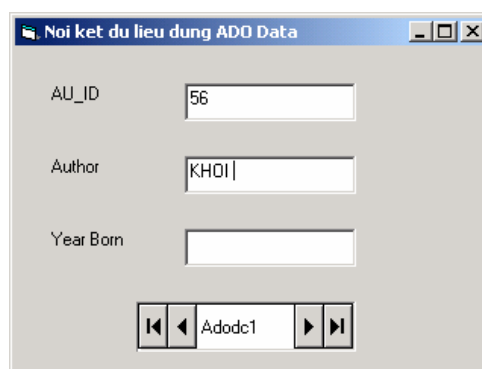 Noi ket du lieu dung ADO Data
AU_ID 56
Author KHOI
Year Born
Adodc1